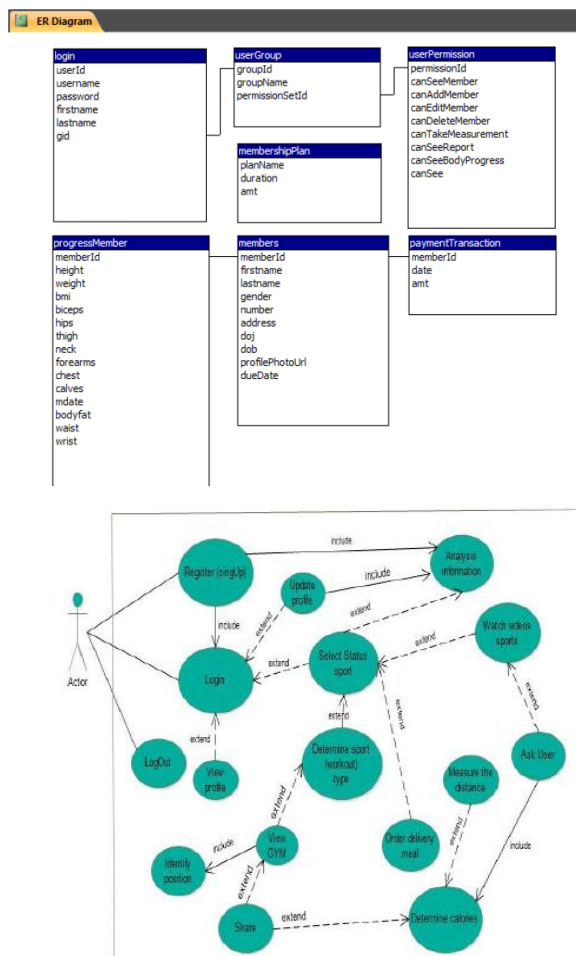 ER Diagram
login
userId
username
password
firstname
lastname
gid
userGroup
groupId
groupName
permissionSetId
userPermission
permissionId
canSeeMember
canAddMember
canEditMember
canDeleteMember
canTakeMeasurement
canSeeReport
canSeeBodyProgress
canSee
membershipPlan
planName
duration
amt
progressMember
memberId
height
weight
bmi
biceps
hips
thigh
neck
forearms
chest
calves
mdate
bodyfat
waist
wrist
members
memberId
firstname
lastname
gender
number
address
doj
dob
profilePhotoUrl
dueDate
paymentTransaction
memberId
date
amt
include
Register (singUp)
Analysis
information
Update
profile
include
extend
include
extend
Watch videos
sports
extend
Select Status
sport
extend
Login
Actor
extend
extend
extend
extend
LogOut
View
profile
Determine sport
(workout)
type
Measure the
distance
Ask User
extend
Identity
position
include
View
GYM
Order delivery
meal
extend
include
extend
Share
extend
Determine calories